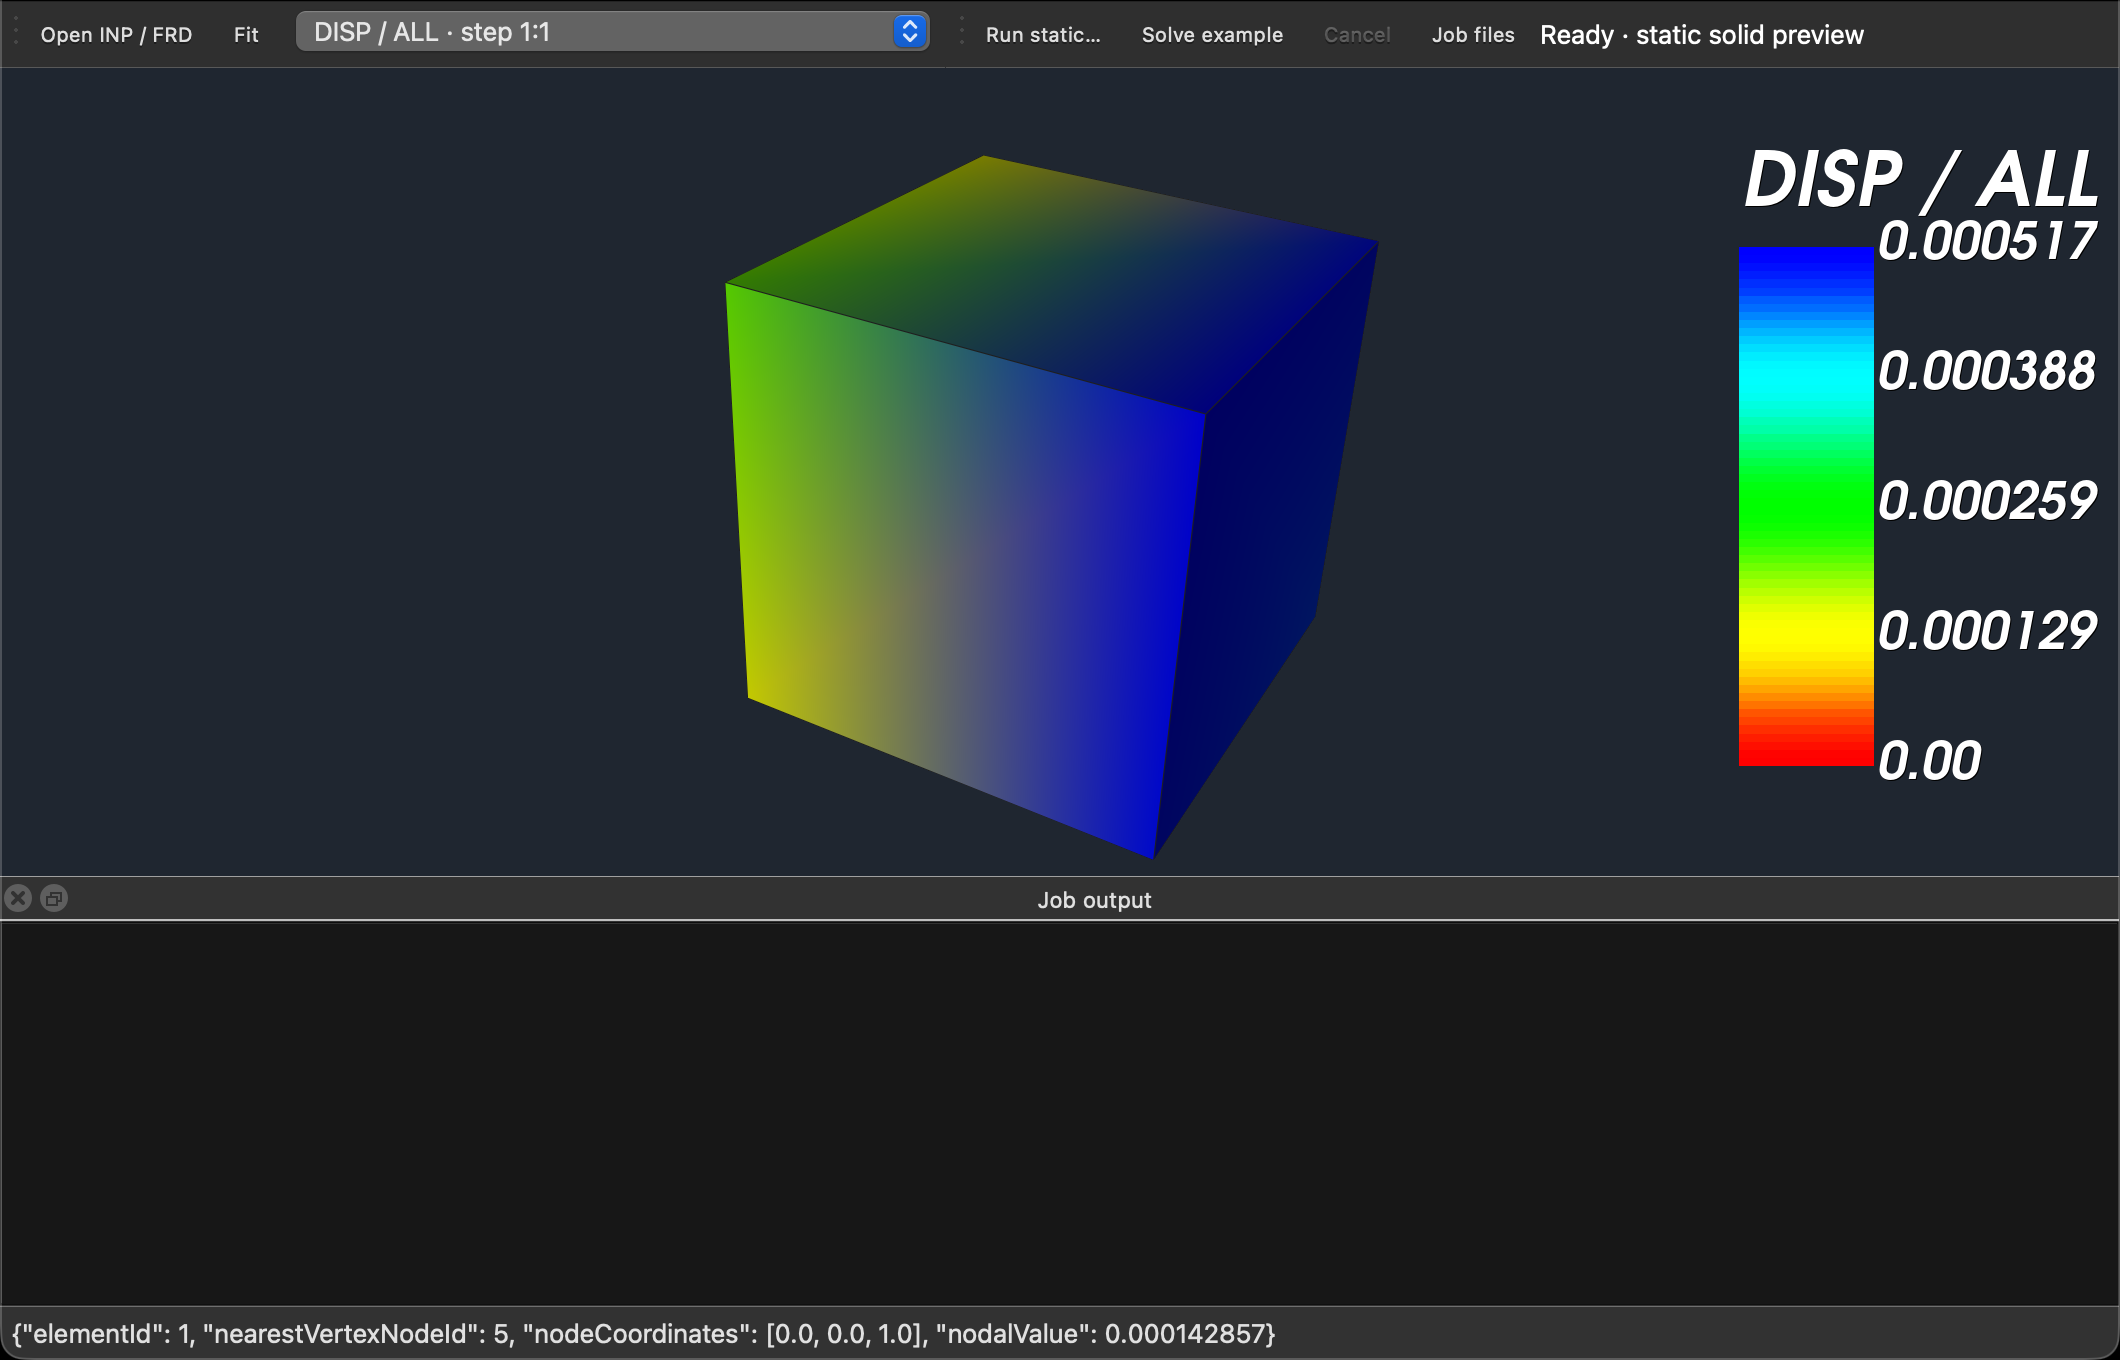 Open INP / FRD
Fit
DISP / ALL · step 1:1
Run static...
Solve example
Cancel
Job files
Ready · static solid preview
DISP / ALL
0.000517
0.000388
0.000259
0.000129
0.00
Job output
{"elementId": 1, "nearestVertexNodeId": 5, "nodeCoordinates": [0.0, 0.0, 1.0], "nodalValue": 0.000142857}